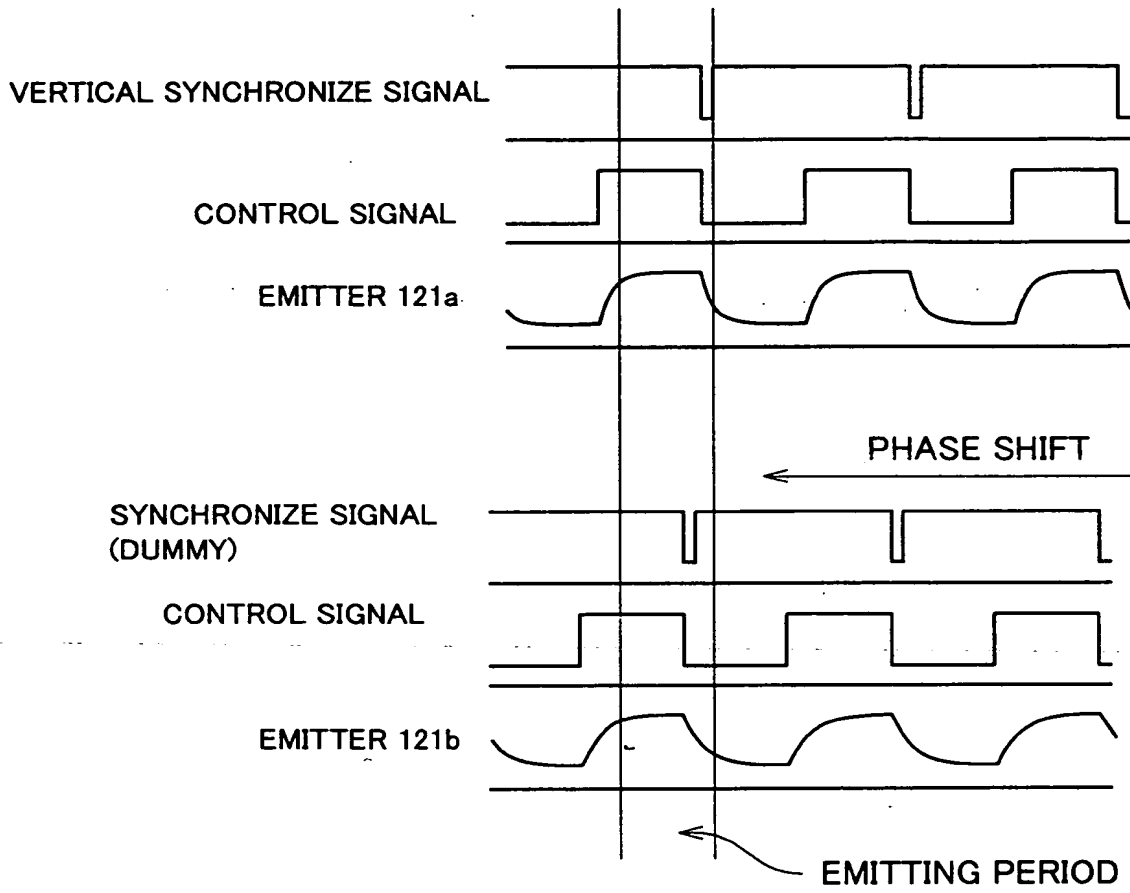 VERTICAL SYNCHRONIZE SIGNAL
CONTROL SIGNAL
EMITTER 121a
PHASE SHIFT
SYNCHRONIZE SIGNAL
(DUMMY)
CONTROL SIGNAL
EMITTER 121b
EMITTING PERIOD